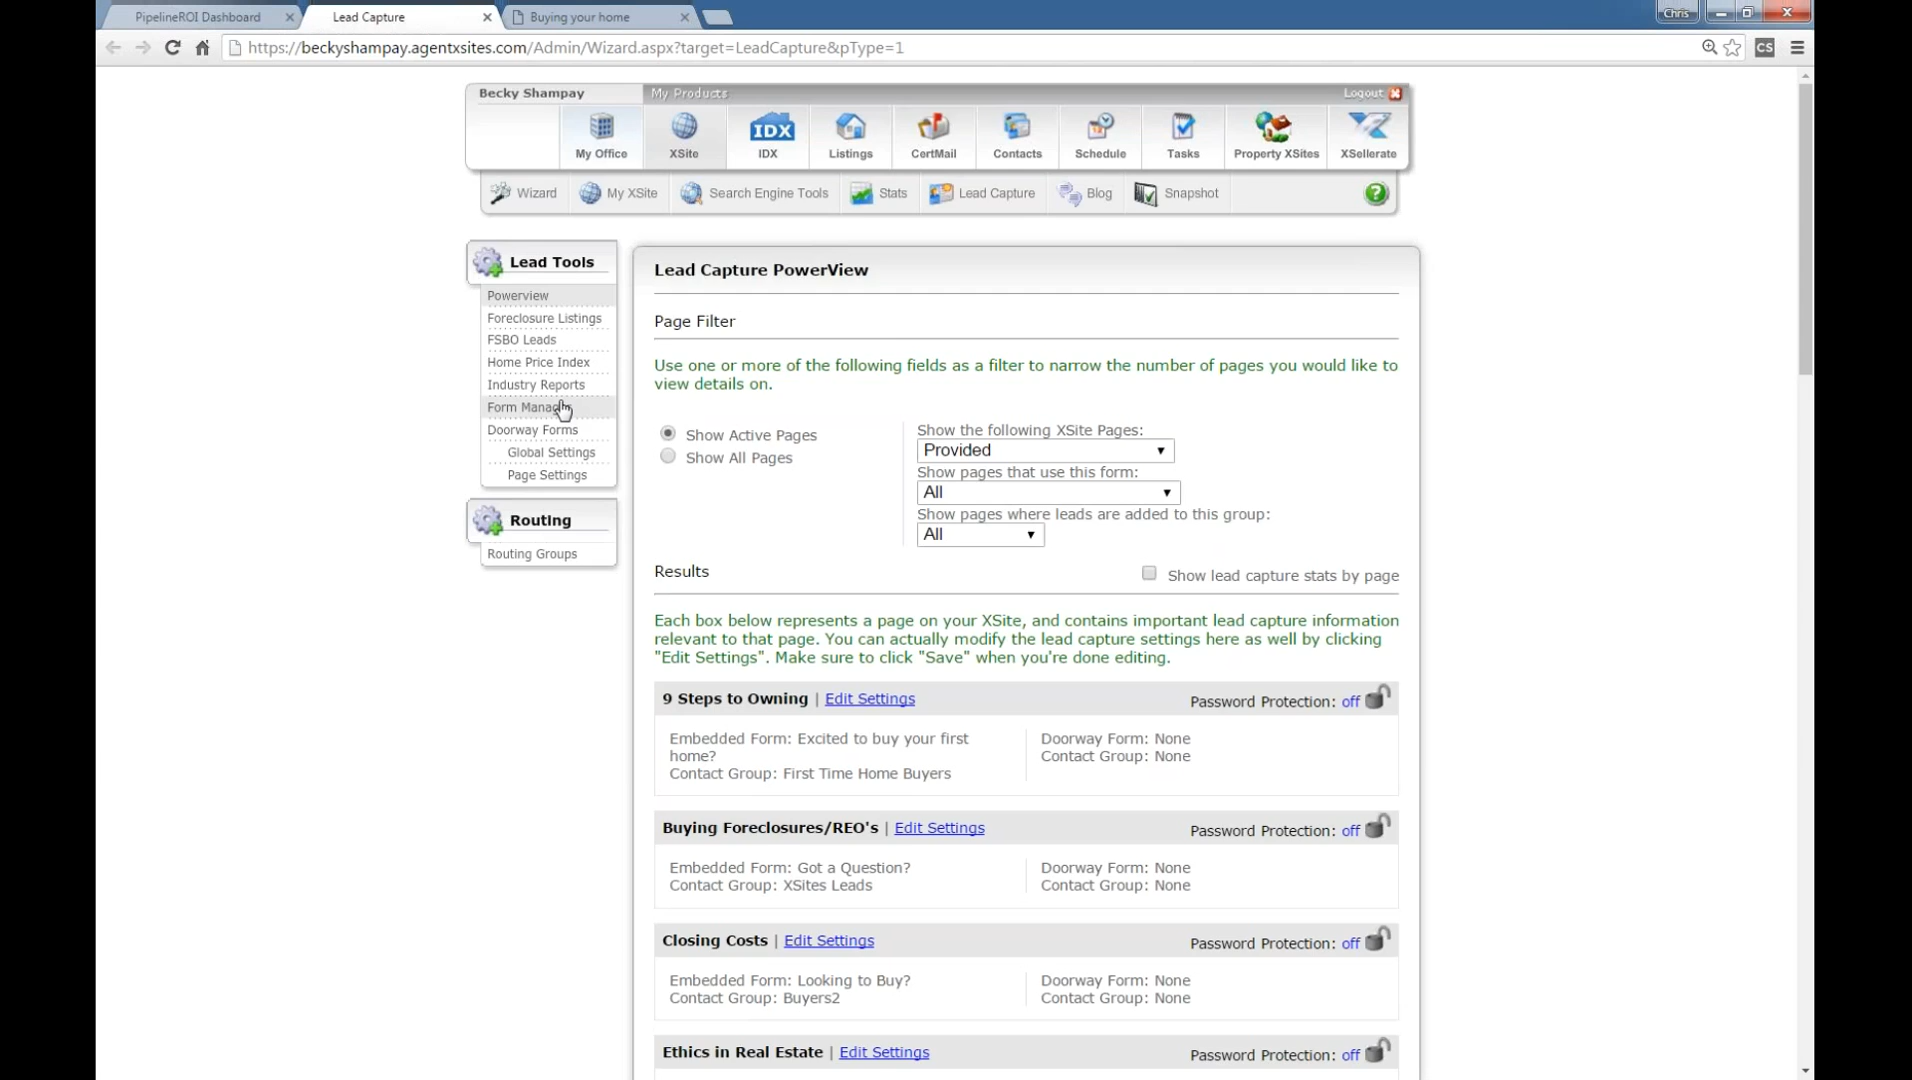 PipelineROI Dashboard
Lead Capture
Buying your home
Chris
https://beckyshampay.agentxsites.com/Admin/Wizard.aspx?target=LeadCapture&pType=1
CS
Becky Shampay
My Products
Logout
My Office
XSite
IDX
IDX
Listings
CertMail
Contacts
Schedule
Tasks
Property XSites
XSellerate
Wizard
My XSite
Search Engine Tools
Stats
Lead Capture
Blog
Snapshot
?
Lead Tools
Powerview
Foreclosure Listings
FSBO Leads
Home Price Index
Industry Reports
Form Manag
Doorway Forms
Global Settings
Page Settings
Routing
Routing Groups
Lead Capture PowerView
Page Filter
Use one or more of the following fields as a filter to narrow the number of pages you would like to
view details on.
Show Active Pages
Show All Pages
Show the following XSite Pages:
Provided
Show pages that use this form:
All
Show pages where leads are added to this group:
All
Results
Show lead capture stats by page
Each box below represents a page on your XSite, and contains important lead capture information
relevant to that page. You can actually modify the lead capture settings here as well by clicking
"Edit Settings". Make sure to click "Save" when you're done editing.
9 Steps to Owning | Edit Settings
Password Protection: off
Embedded Form: Excited to buy your first
home?
Contact Group: First Time Home Buyers
Doorway Form: None
Contact Group: None
Buying Foreclosures/REO's | Edit Settings
Password Protection: off
Embedded Form: Got a Question?
Contact Group: XSites Leads
Doorway Form: None
Contact Group: None
Closing Costs | Edit Settings
Password Protection: off
Embedded Form: Looking to Buy?
Contact Group: Buyers2
Doorway Form: None
Contact Group: None
Ethics in Real Estate | Edit Settings
Password Protection: off